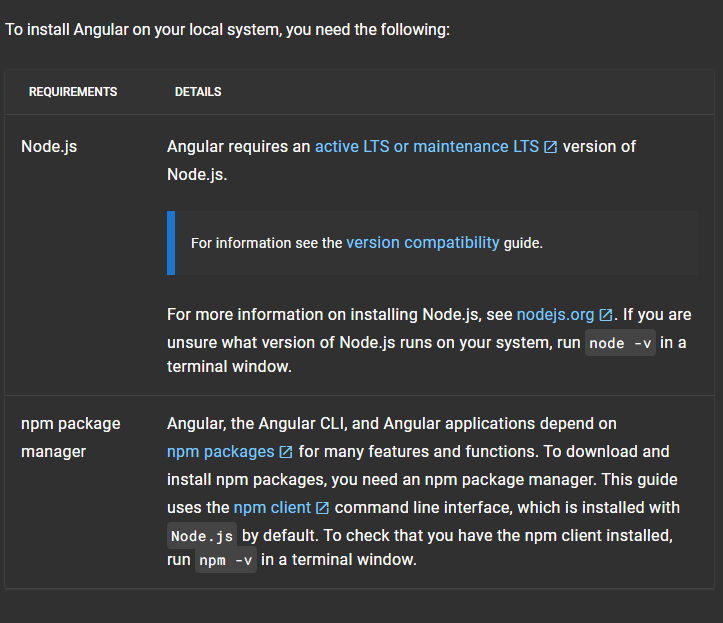 To install Angular on your local system, you need the following:
REQUIREMENTS DETAILS
Node.js
Angular requires an active LTS or maintenance LTS version of
Node.js.
For information see the version compatibility guide.
For more information on installing Node.js, see nodejs.org. If you are
unsure what version of Node.js runs on your system, run node -v in a
terminal window.
npm package
manager
Angular, the Angular CLI, and Angular applications depend on
npm packages for many features and functions. To download and
install npm packages, you need an npm package manager. This guide
uses the npm client command line interface, which is installed with
Node.js by default. To check that you have the npm client installed,
run npm -v in a terminal window.